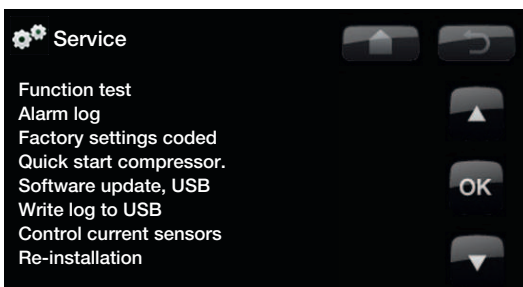 Service
Function test
Alarm log
Factory settings coded
Quick start compressor.
Software update, USB
OK
Write log to USB
Control current sensors
Re-installation